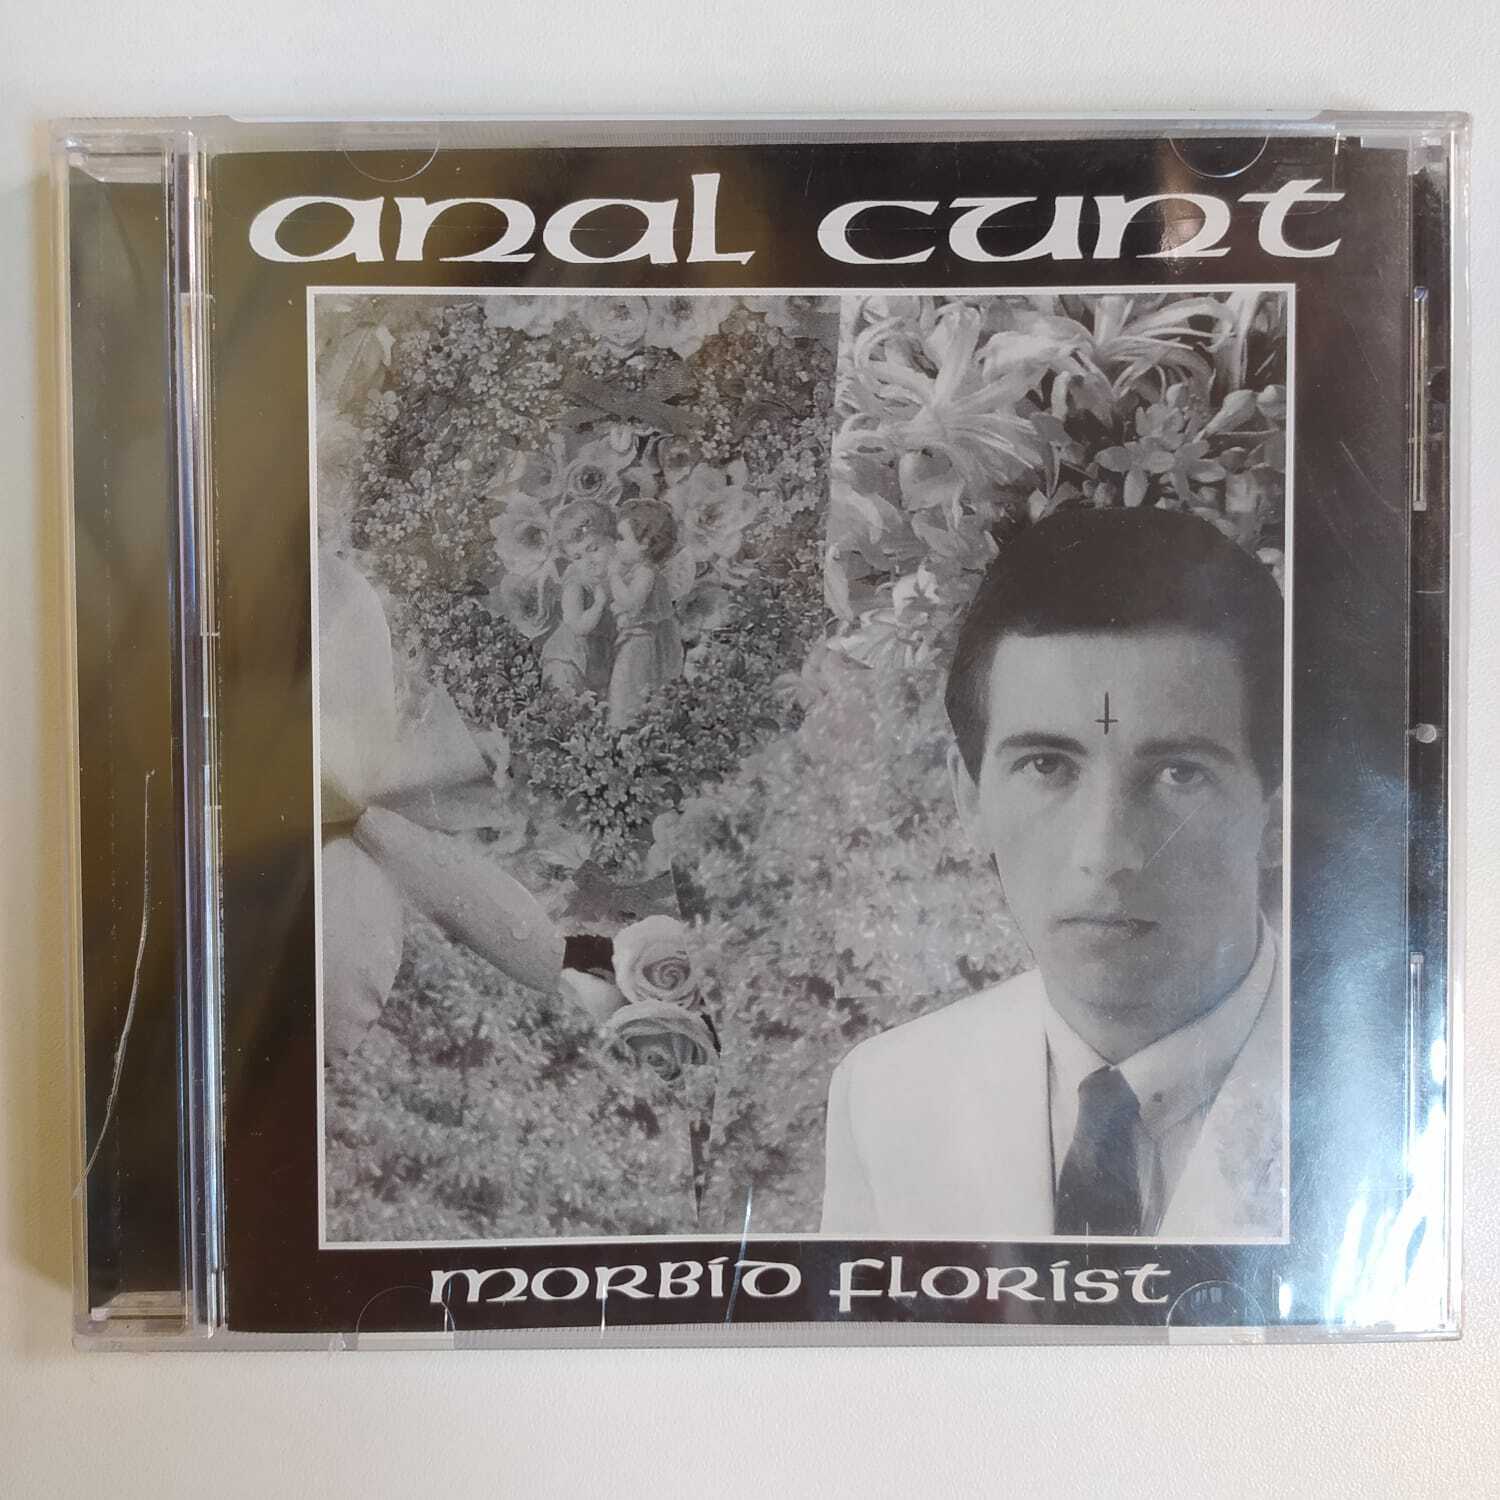 anal cunt
morbid florist